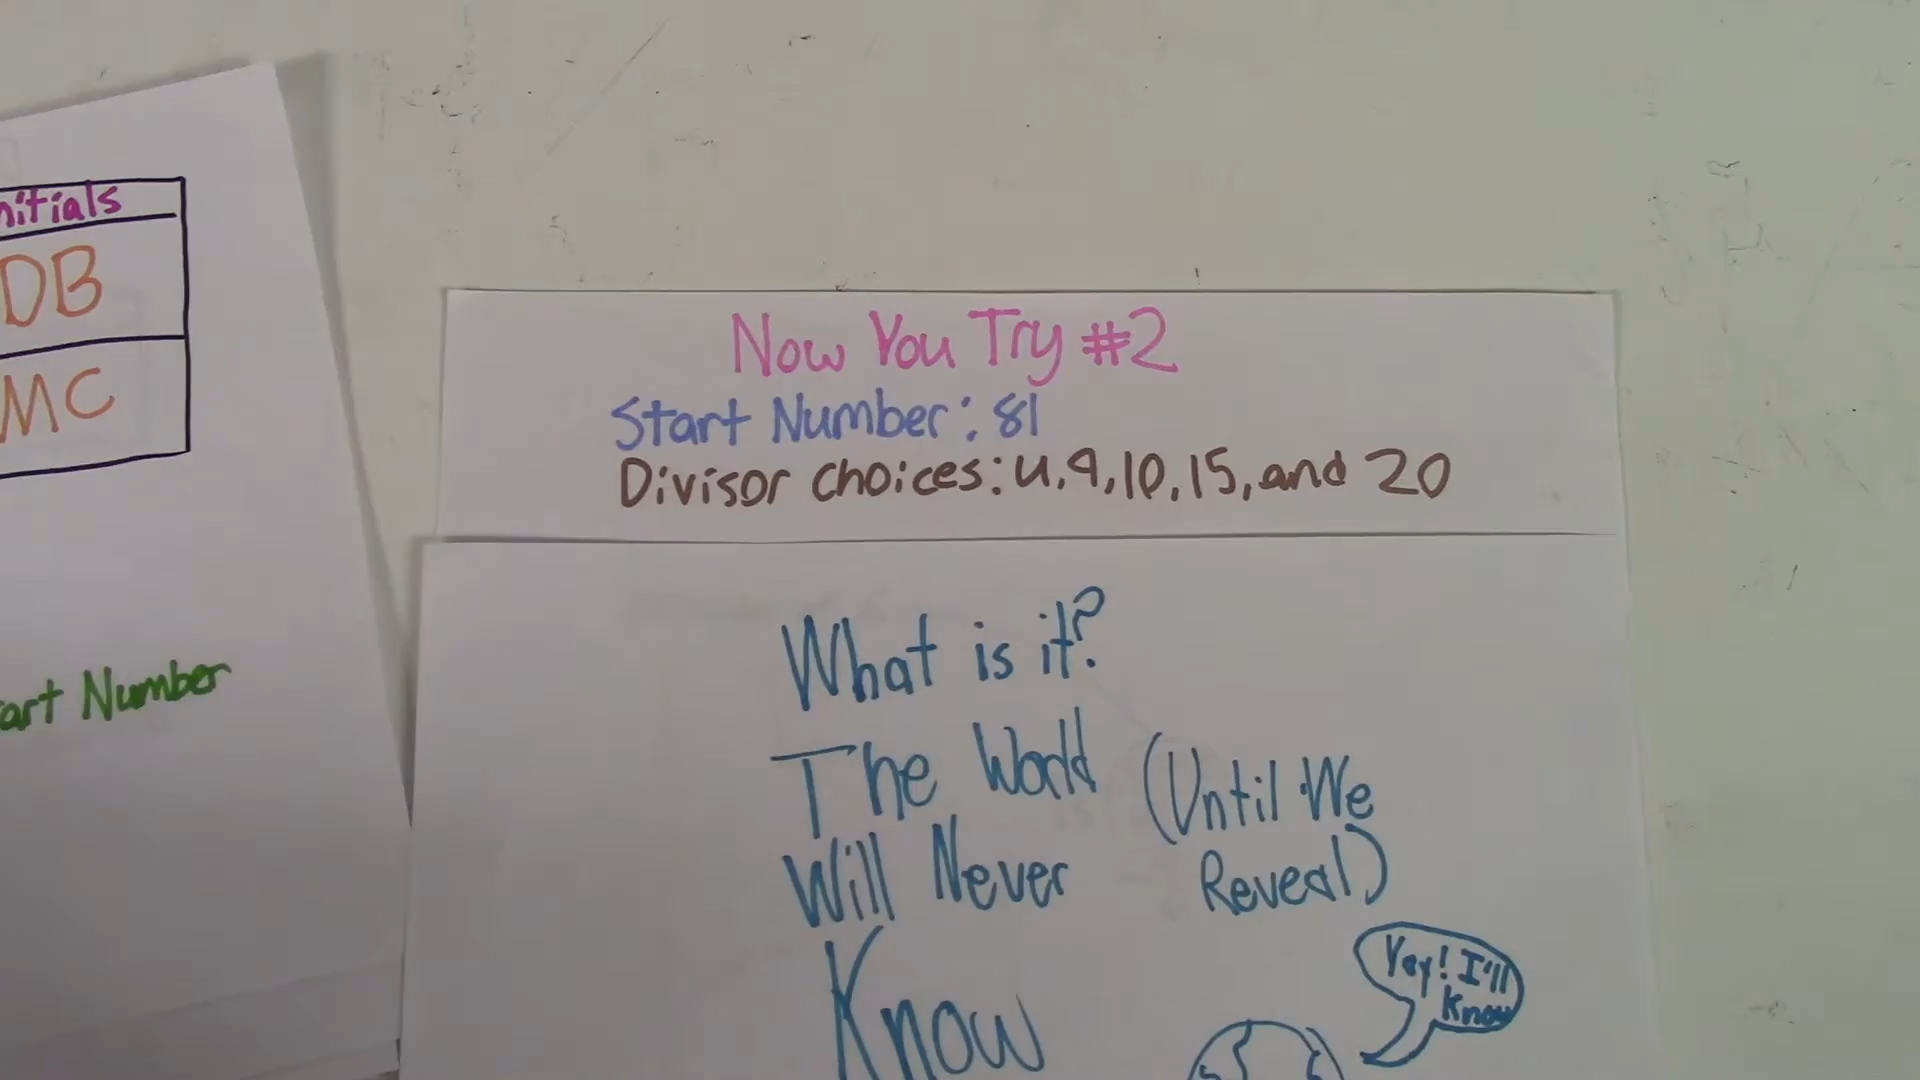 nitials
DB
MC
art Number
Now You Try #2
Start Number: 81
Divisor choices: 4, 9, 10, 15, and 20
What is it?
The World
Will Never
Know
(Until We
Reveal)
Yay! I'll
Know